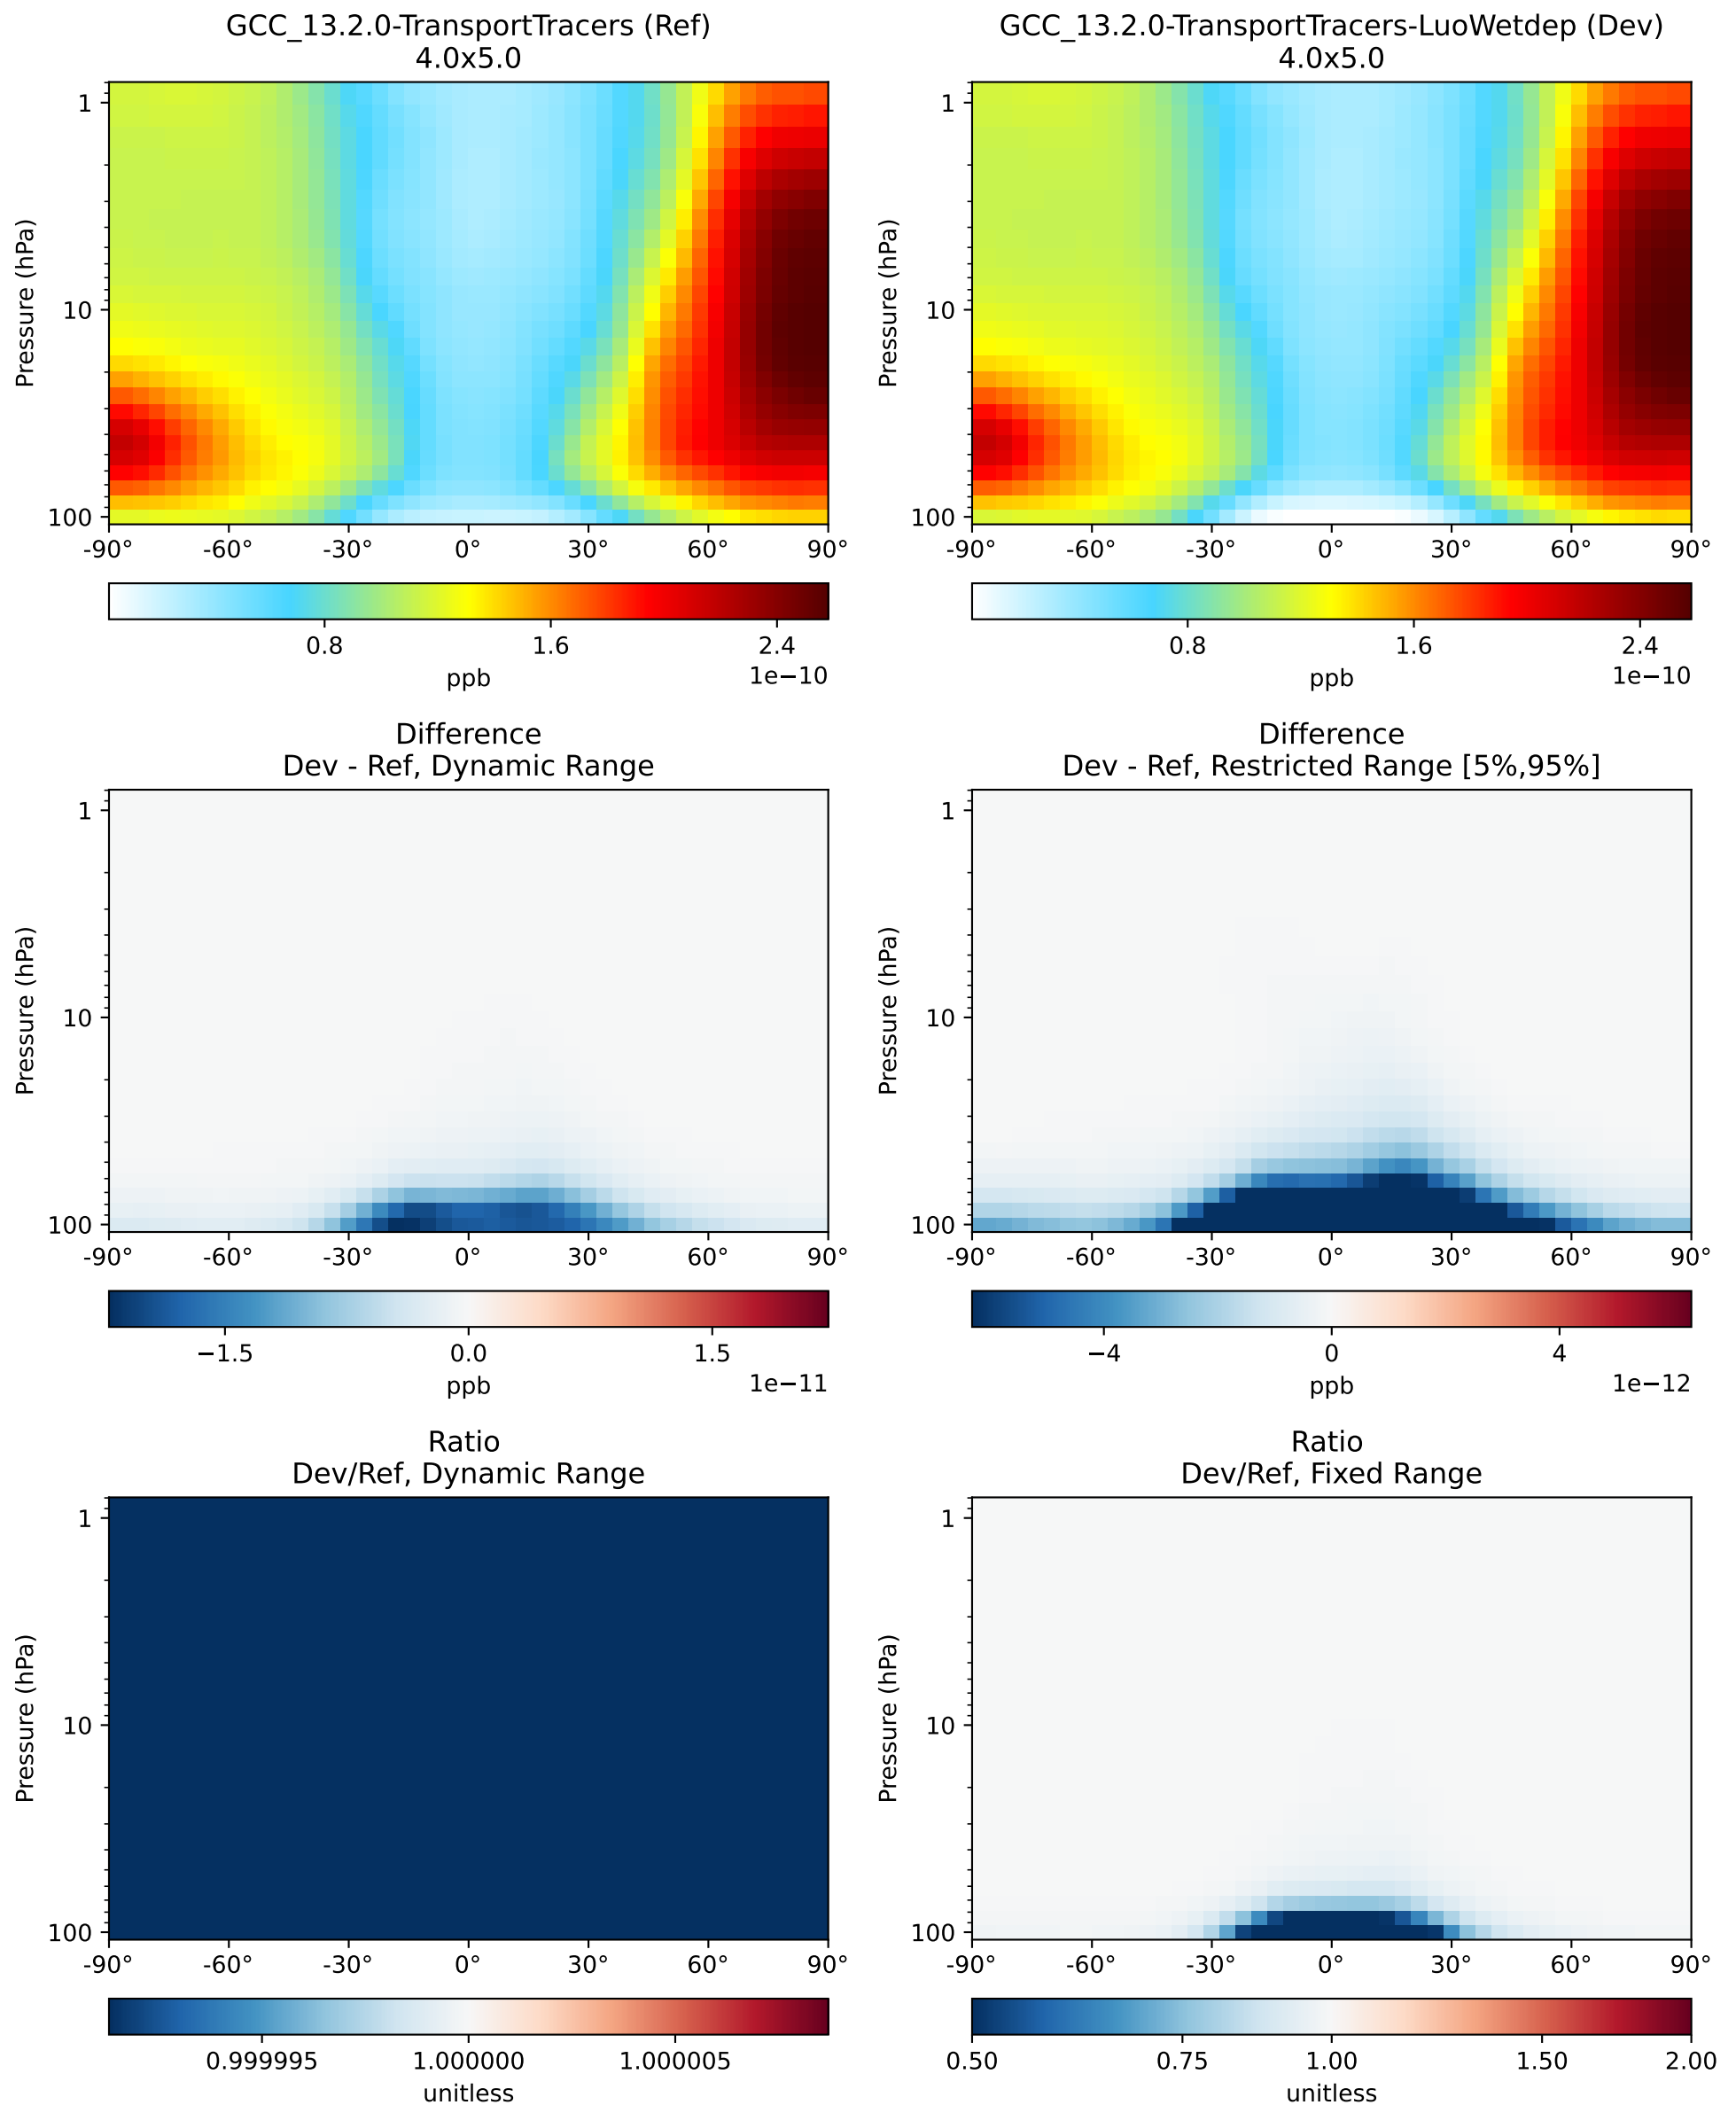 GCC_13.2.0-TransportTracers (Ref)
4.0x5.0
Pressure (hPa)
1
10
100
-90° -60° -30° 0° 30° 60° 90°
0.8 1.6 2.4
1e−10
ppb
GCC_13.2.0-TransportTracers-LuoWetdep (Dev)
4.0x5.0
Pressure (hPa)
1
10
100
-90° -60° -30° 0° 30° 60° 90°
0.8 1.6 2.4
1e−10
ppb
Difference
Dev - Ref, Dynamic Range
Pressure (hPa)
1
10
100
-90° -60° -30° 0° 30° 60° 90°
−1.5 0.0 1.5
1e−11
ppb
Difference
Dev - Ref, Restricted Range [5%,95%]
Pressure (hPa)
1
10
100
-90° -60° -30° 0° 30° 60° 90°
−4 0 4
1e−12
ppb
Ratio
Dev/Ref, Dynamic Range
Pressure (hPa)
1
10
100
-90° -60° -30° 0° 30° 60° 90°
0.999995 1.000000 1.000005
unitless
Ratio
Dev/Ref, Fixed Range
Pressure (hPa)
1
10
100
-90° -60° -30° 0° 30° 60° 90°
0.50 0.75 1.00 1.50 2.00
unitless